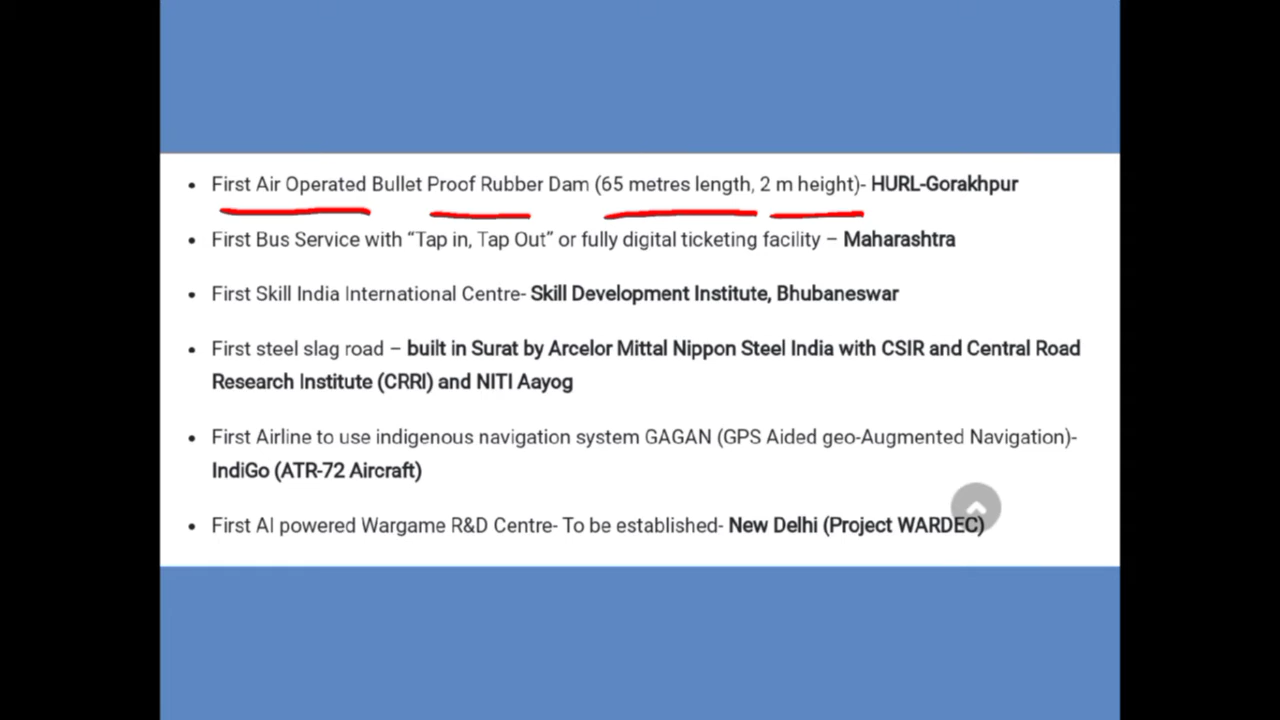 • First Air Operated Bullet Proof Rubber Dam (65 metres length, 2 m height)- HURL-Gorakhpur
• First Bus Service with “Tap in, Tap Out” or fully digital ticketing facility – Maharashtra
• First Skill India International Centre- Skill Development Institute, Bhubaneswar
• First steel slag road – built in Surat by Arcelor Mittal Nippon Steel India with CSIR and Central Road
Research Institute (CRRI) and NITI Aayog
• First Airline to use indigenous navigation system GAGAN (GPS Aided geo-Augmented Navigation)-
IndiGo (ATR-72 Aircraft)
• First AI powered Wargame R&D Centre- To be established- New Delhi (Project WARDEC)